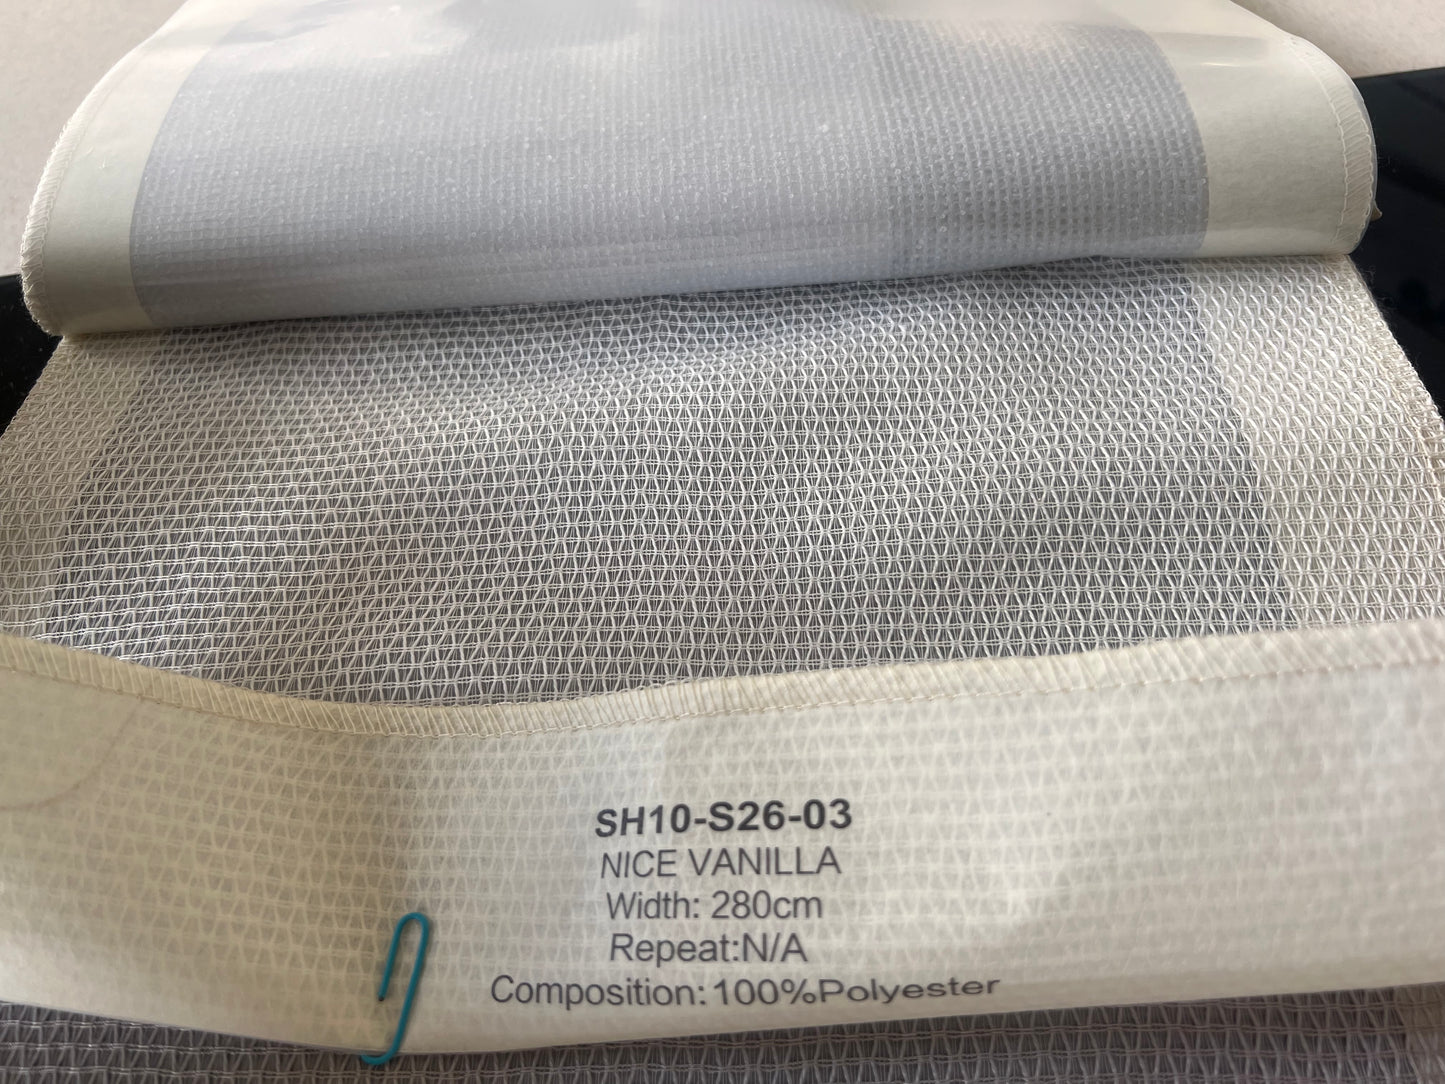 SH10-S26-03
NICE VANILLA
Width: 280cm
Repeat:N/A
Composition:100%Polyester